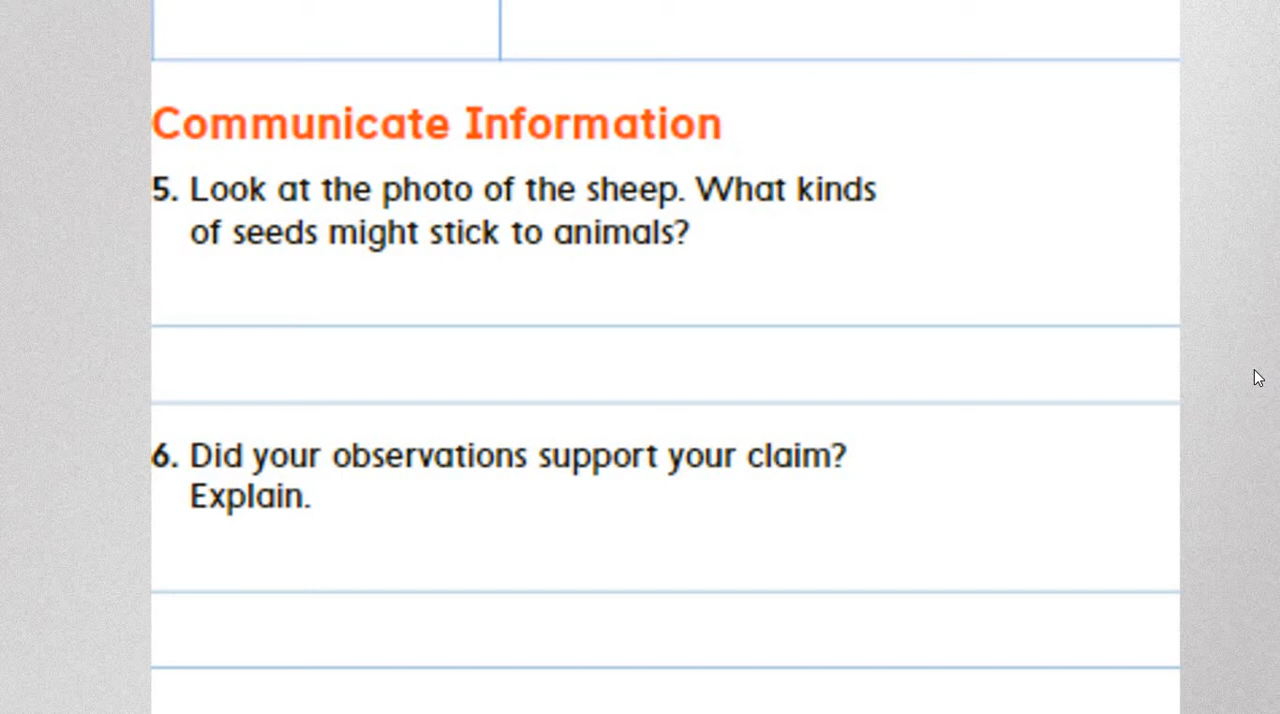 Communicate Information
5. Look at the photo of the sheep. What kinds
of seeds might stick to animals?
6. Did your observations support your claim?
Explain.